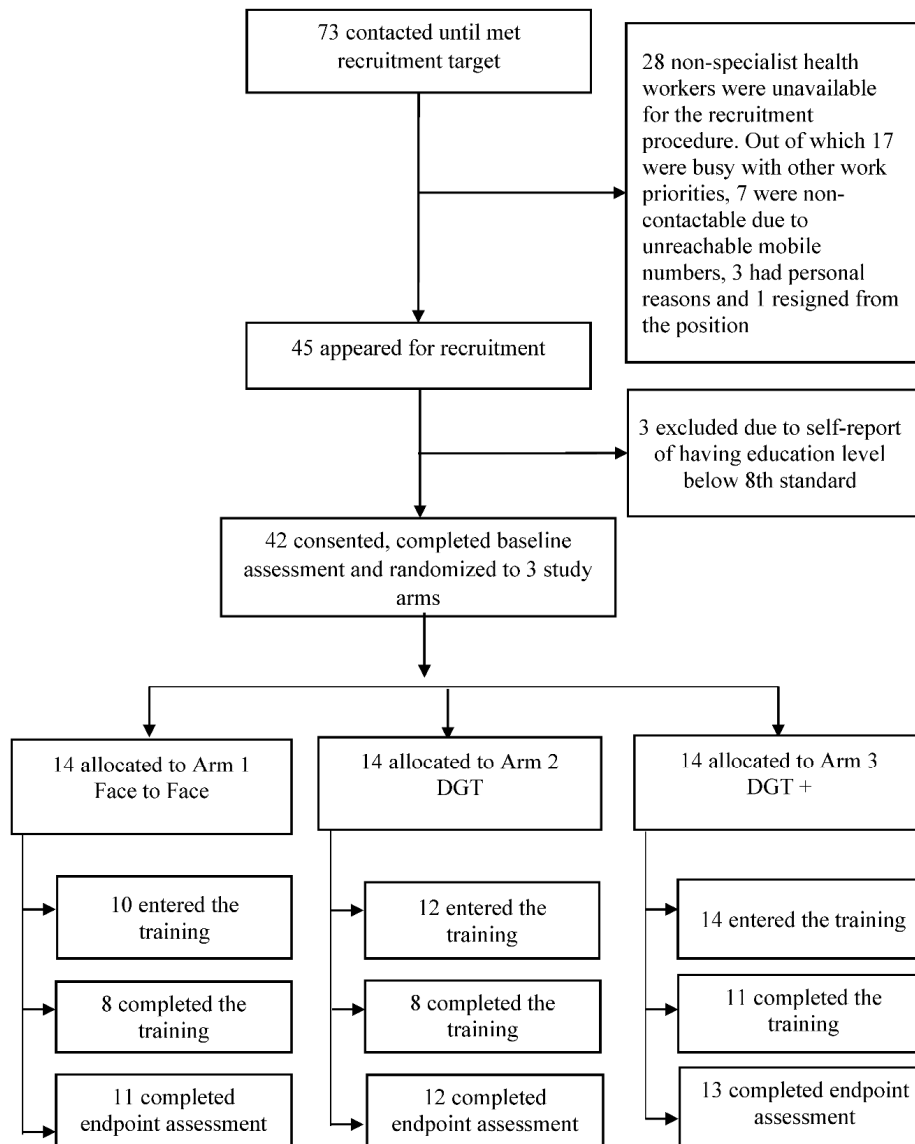 73 contacted until met
recruitment target
28 non-specialist health
workers were unavailable
for the recruitment
procedure. Out of which 17
were busy with other work
priorities, 7 were non-
contactable due to
unreachable mobile
numbers, 3 had personal
reasons and 1 resigned from
the position
45 appeared for recruitment
3 excluded due to self-report
of having education level
below 8th standard
42 consented, completed baseline
assessment and randomized to 3 study
arms
14 allocated to Arm 1
Face to Face
14 allocated to Arm 2
DGT
14 allocated to Arm 3
DGT +
10 entered the
training
12 entered the
training
14 entered the training
8 completed the
training
8 completed the
training
11 completed the
training
11 completed
endpoint assessment
12 completed
endpoint assessment
13 completed endpoint
assessment